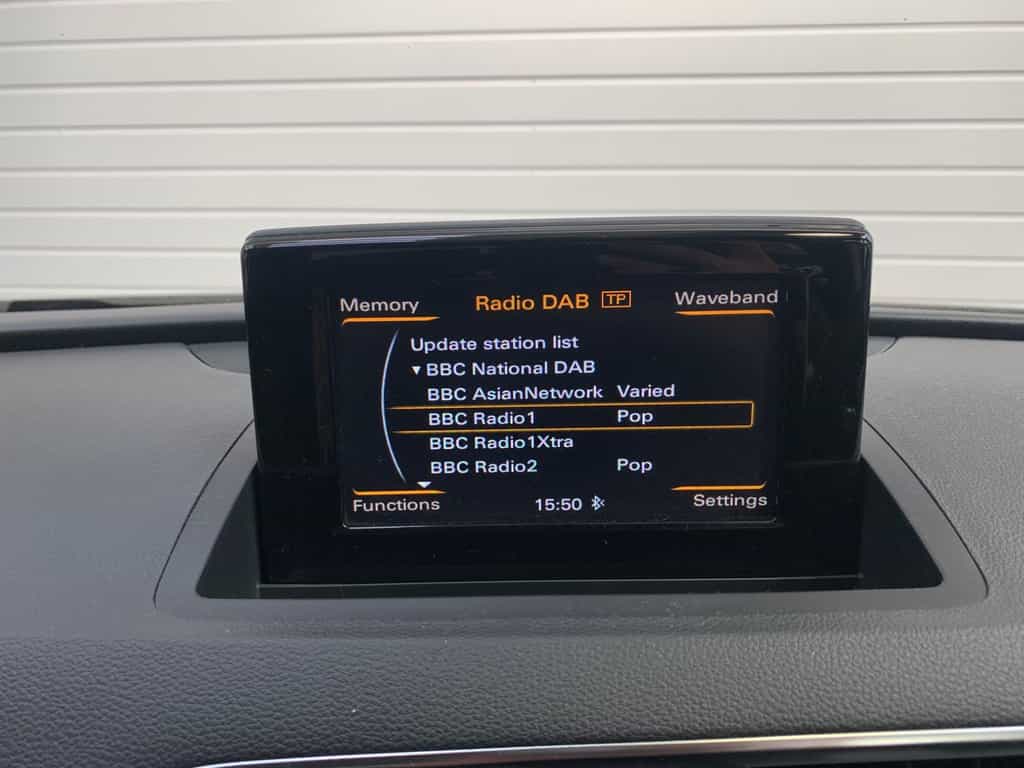 Memory Radio DAB TP Waveband
Update station list
▼ BBC National DAB
BBC AsianNetwork Varied
BBC Radio1 Pop
BBC Radio1Xtra
BBC Radio2 Pop
Functions 15:50 Settings